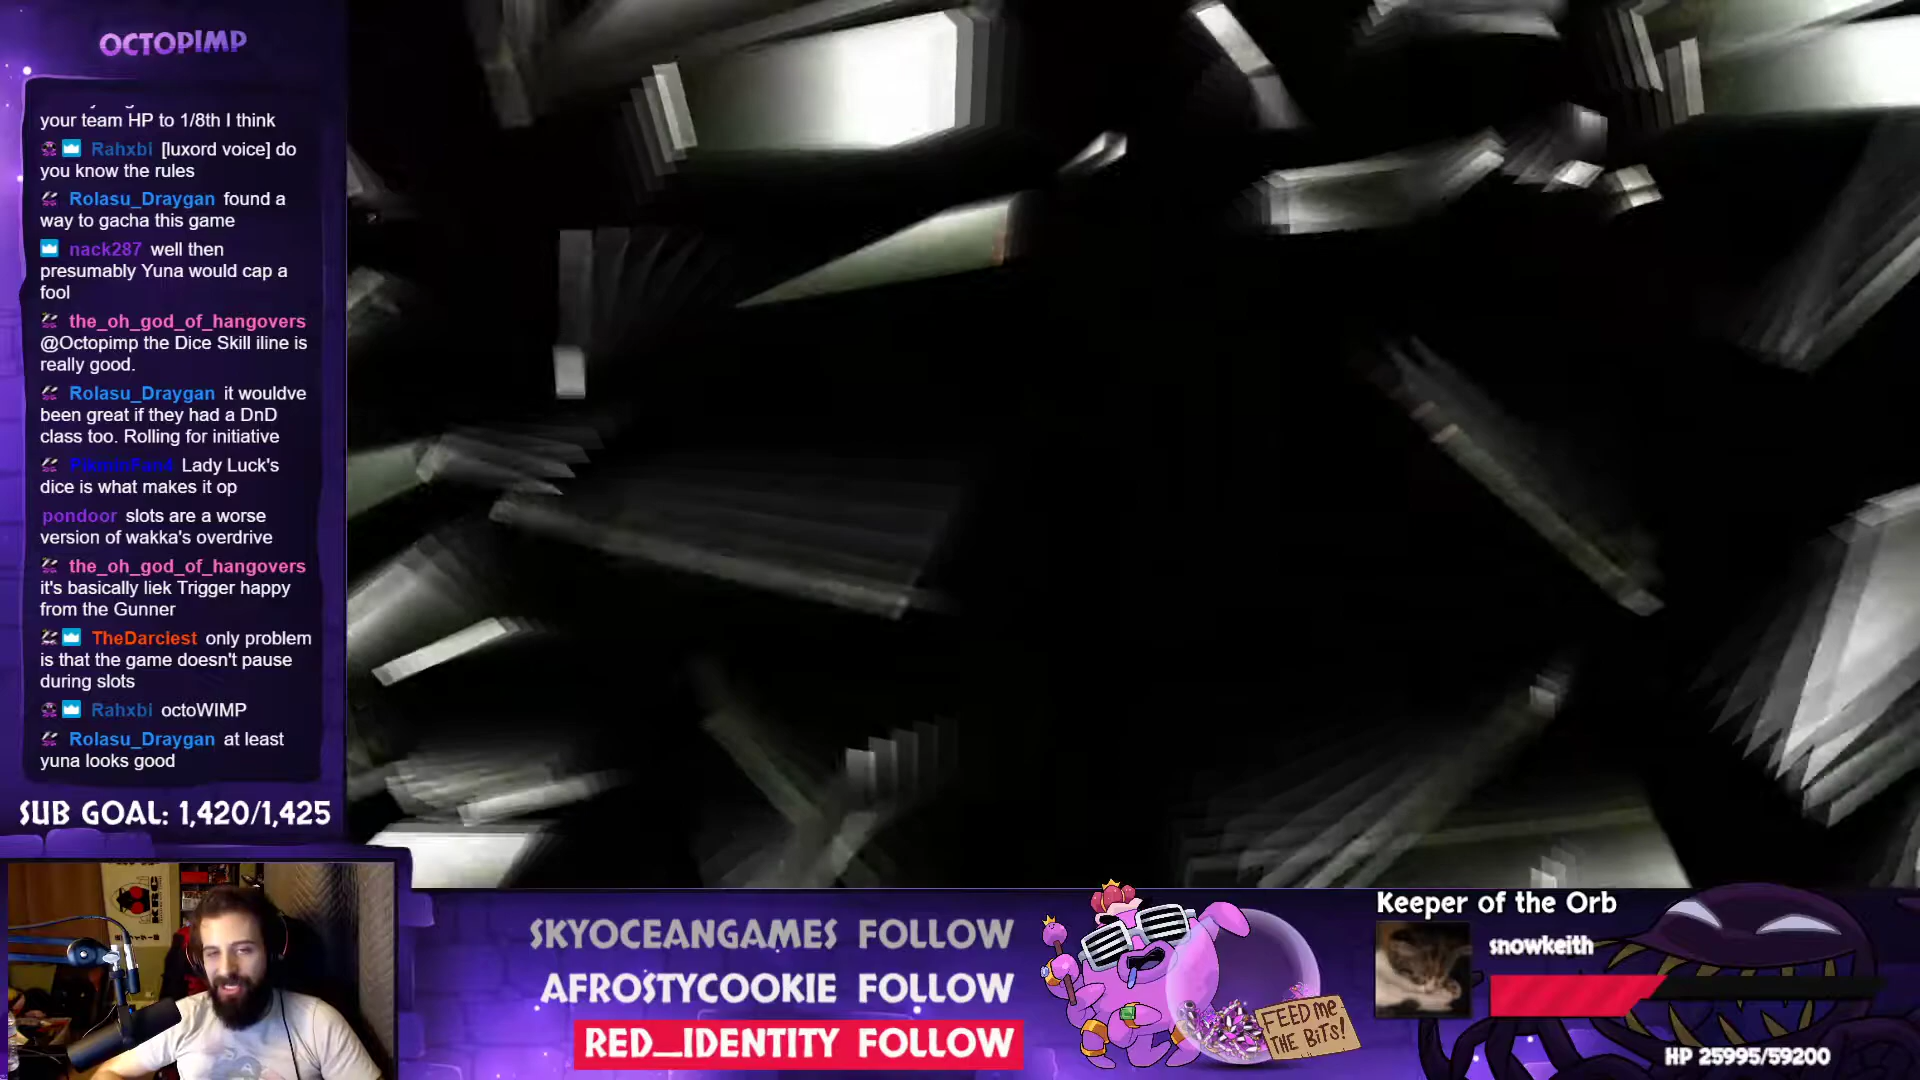 OCTOPIMP
your team HP to 1/8th I think
Rahxbi [luxord voice] do
you know the rules
Rolasu_Draygan found a
way to gacha this game
nack287 well then
presumably Yuna would cap a
fool
the_oh_god_of_hangovers
@Octopimp the Dice Skill iline is
really good.
Rolasu_Draygan it wouldve
been great if they had a DnD
class too. Rolling for initiative
PikminFan4 Lady Luck's
dice is what makes it op
pondoor slots are a worse
version of wakka's overdrive
the_oh_god_of_hangovers
it's basically liek Trigger happy
from the Gunner
TheDarclest only problem
is that the game doesn't pause
during slots
Rahxbi octoWIMP
Rolasu_Draygan at least
yuna looks good
SUB GOAL: 1,420/1,425
SKYOCEANGAMES FOLLOW
AFROSTYCOOKIE FOLLOW
RED_IDENTITY FOLLOW
FEED ME
THE BITS!
Keeper of the Orb
snowkeith
HP 25995/59200